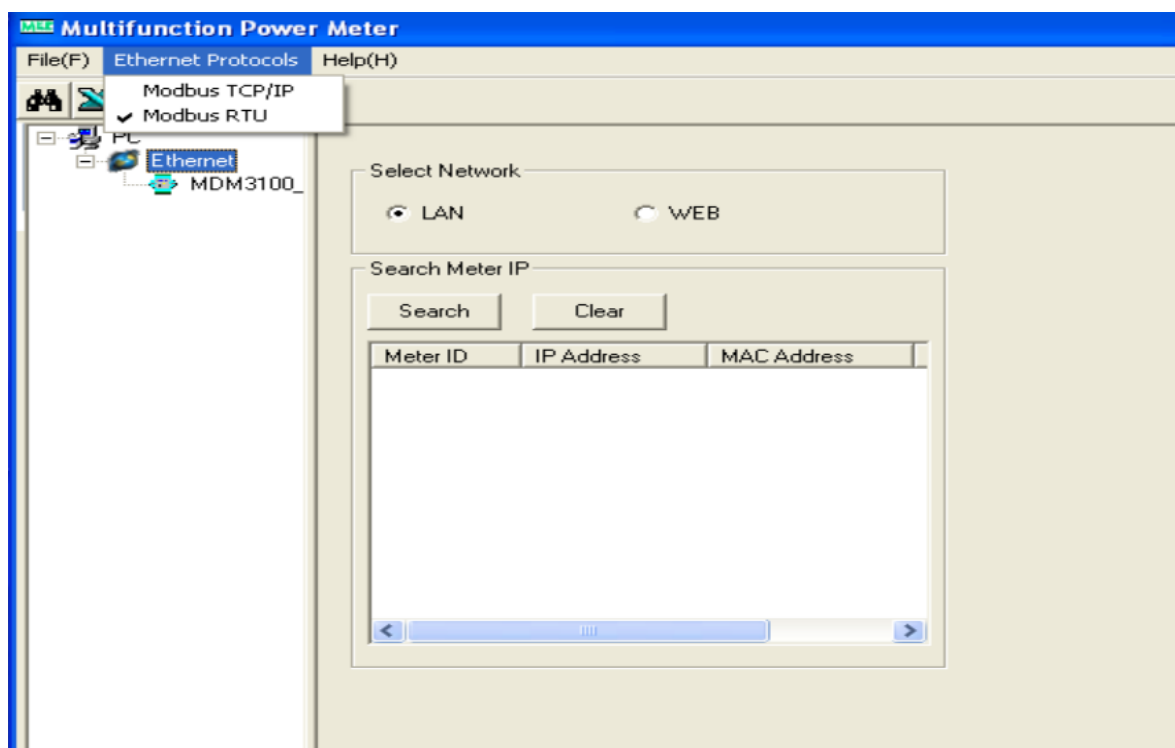 Multifunction Power Meter
File(F) Ethernet Protocols Help(H)
Modbus TCP/IP
Modbus RTU
PC
Ethernet
MDM3100_
Select Network
LAN WEB
Search Meter IP
Search Clear
Meter ID IP Address MAC Address